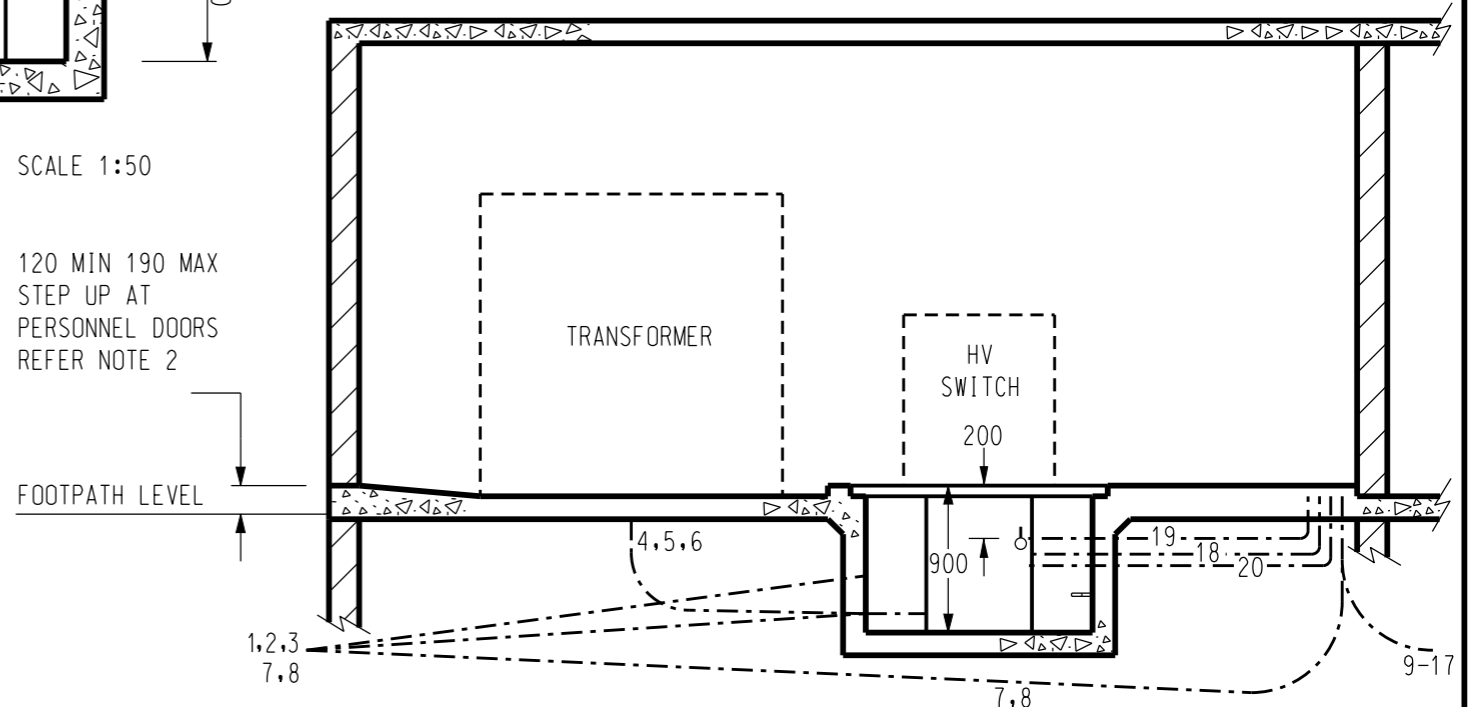 SCALE 1:50
120 MIN 190 MAX
STEP UP AT
PERSONNEL DOORS
REFER NOTE 2
FOOTPATH LEVEL
TRANSFORMER
HV
SWITCH
200
900
4,5,6
19
18
20
1,2,3
7,8
7,8
9-17